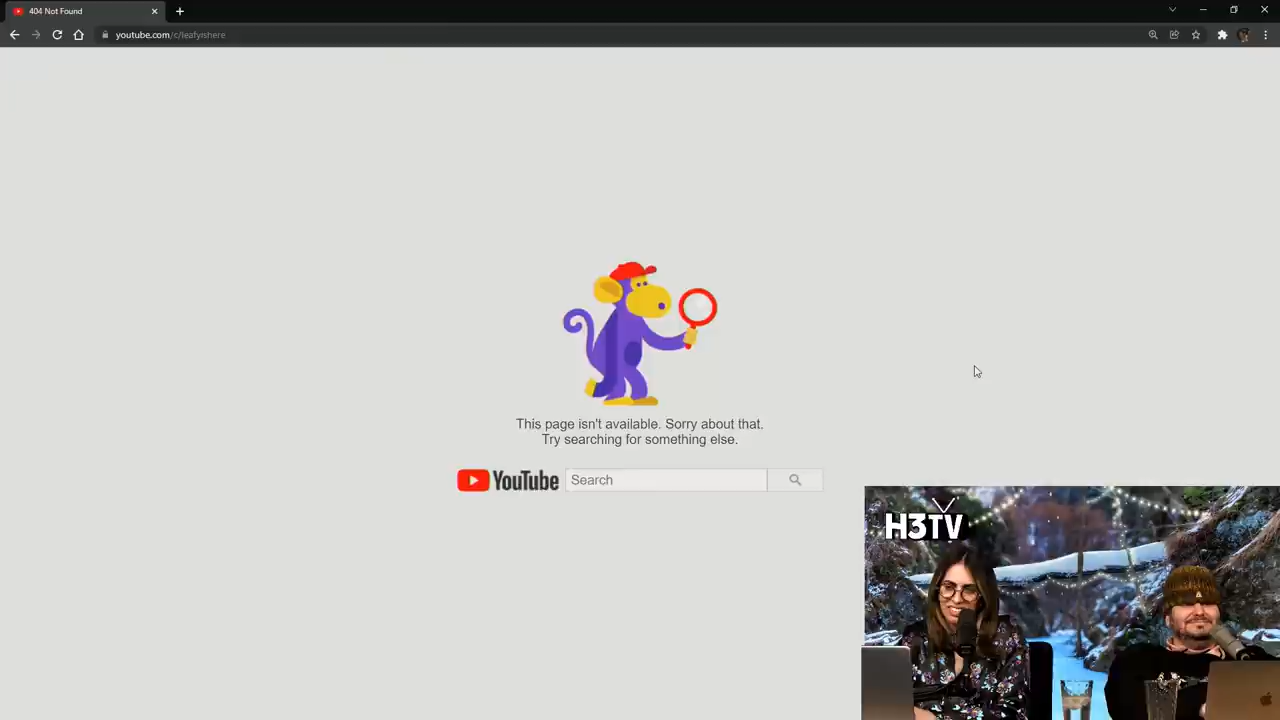 404 Not Found
youtube.com/c/leafyishere
This page isn't available. Sorry about that.
Try searching for something else.
YouTube
Search
H3TV